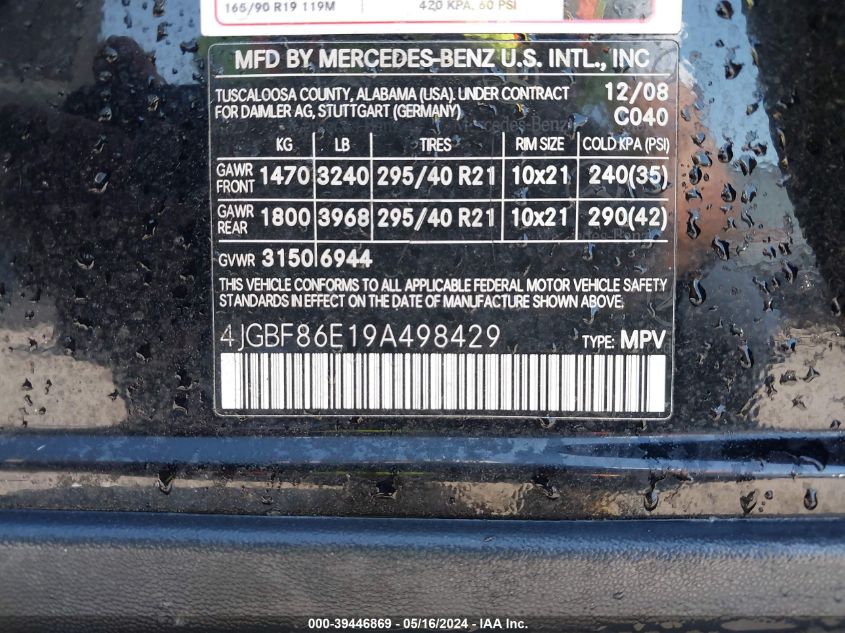 165/90 R19 119M 420 KPA, 60 PSI
MFD BY MERCEDES-BENZ U.S. INTL., INC
TUSCALOOSA COUNTY, ALABAMA (USA). UNDER CONTRACT 12/08
FOR DAIMLER AG, STUTTGART (GERMANY) C040
KG LB TIRES RIM SIZE COLD KPA (PSI)
GAWR FRONT 1470 3240 295/40 R21 10x21 240(35)
GAWR REAR 1800 3968 295/40 R21 10x21 290(42)
GVWR 3150 6944
THIS VEHICLE CONFORMS TO ALL APPLICABLE FEDERAL MOTOR VEHICLE SAFETY
STANDARDS IN EFFECT ON THE DATE OF MANUFACTURE SHOWN ABOVE.
4JGBF86E19A498429 TYPE: MPV
000-39446869 - 05/16/2024 - IAA Inc.